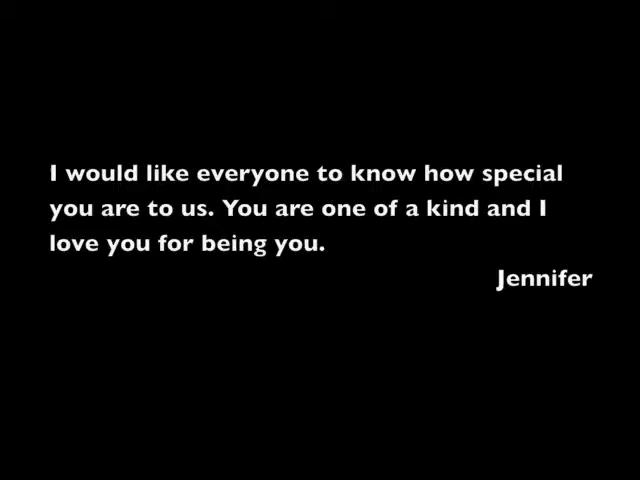 I would like everyone to know how special
you are to us. You are one of a kind and I
love you for being you.
Jennifer